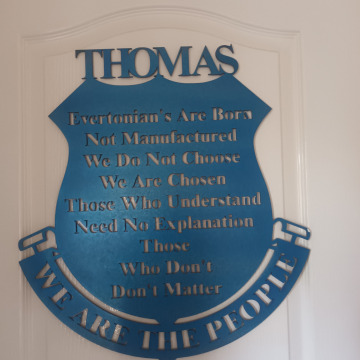 THOMAS
Evertonian's Are Born
Not Manufactured
We Do Not Choose
We Are Chosen
Those Who Understand
Need No Explanation
Those
Who Don't
Don't Matter
'WE ARE THE PEOPLE'